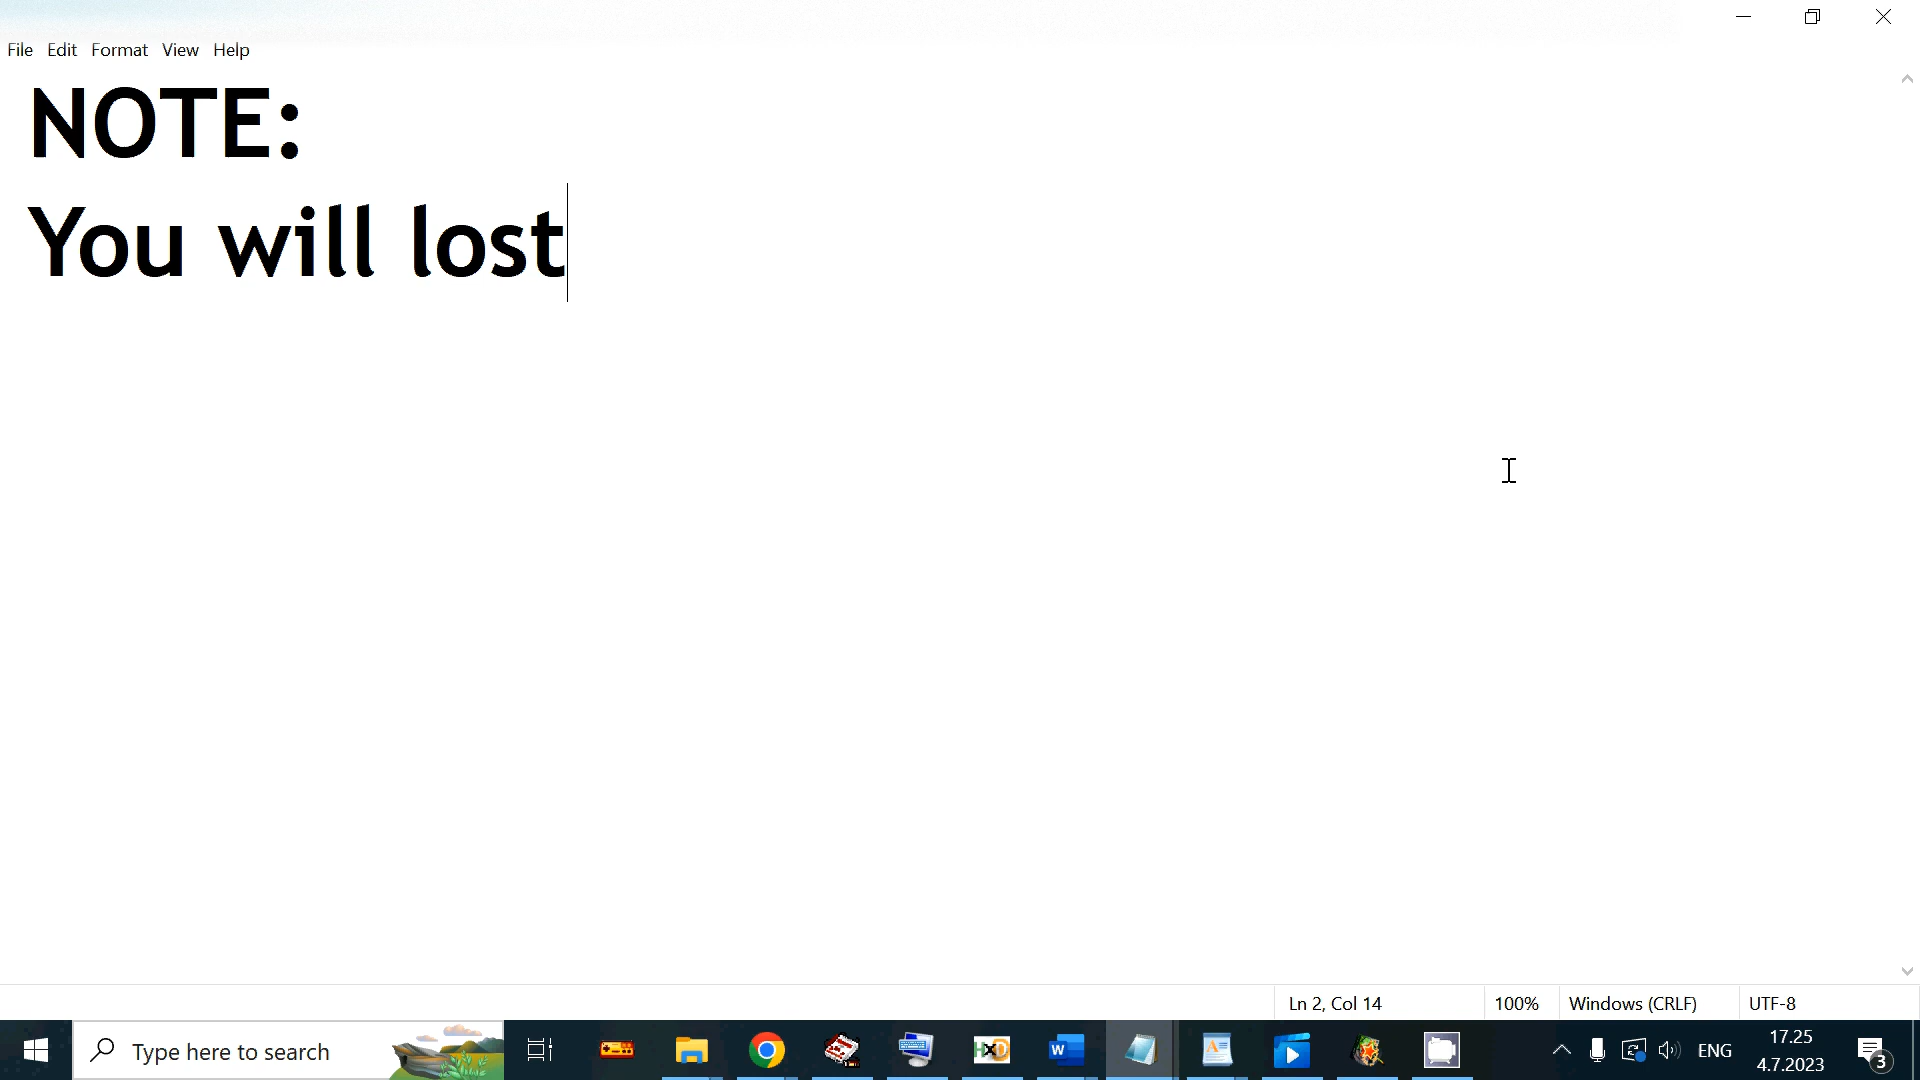 File Edit Format View Help
NOTE:
You will lost
Ln 2, Col 14 100% Windows (CRLF) UTF-8
Type here to search HXD W A ENG 17.25
4.7.2023 3